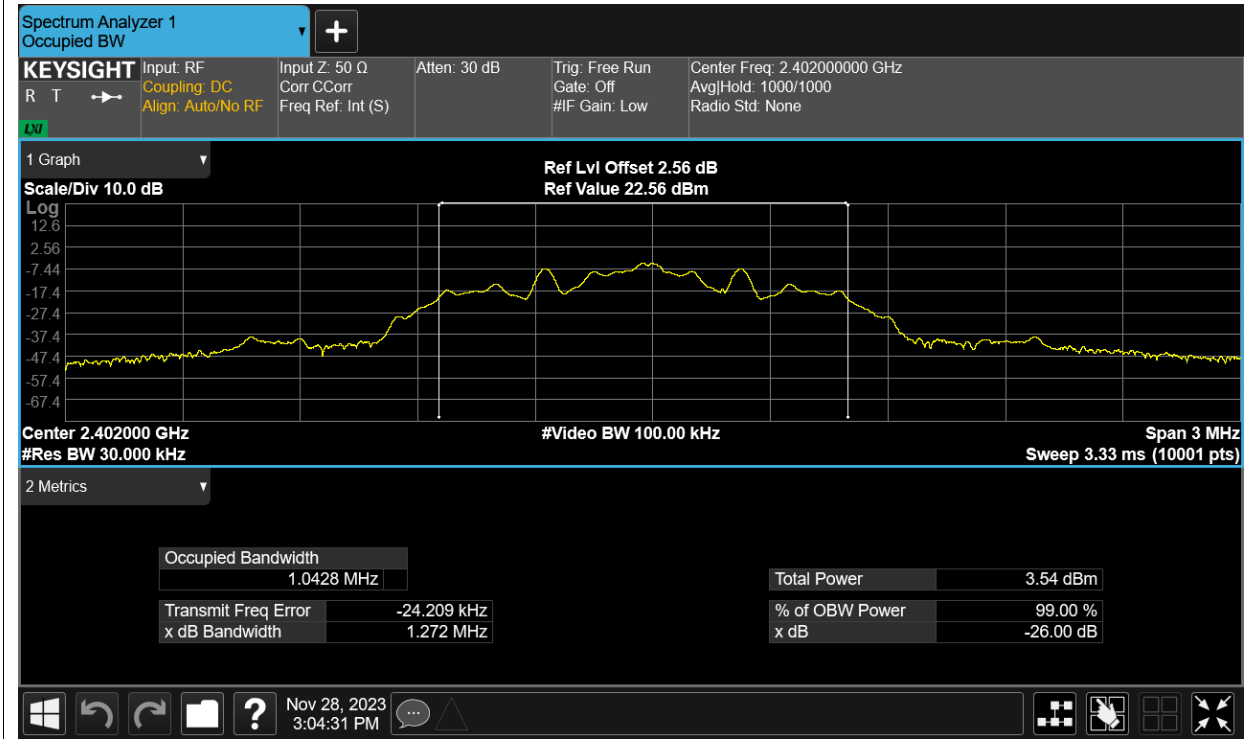 Spectrum Analyzer 1
Occupied BW
KEYSIGHT
R T
LXI
Input: RF
Coupling: DC
Align: Auto/No RF
Input Z: 50 Ω
Corr CCorr
Freq Ref: Int (S)
Atten: 30 dB
Trig: Free Run
Gate: Off
#IF Gain: Low
Center Freq: 2.402000000 GHz
Avg|Hold: 1000/1000
Radio Std: None
1 Graph
Scale/Div 10.0 dB
Ref Lvl Offset 2.56 dB
Ref Value 22.56 dBm
Log
12.6
2.56
-7.44
-17.4
-27.4
-37.4
-47.4
-57.4
-67.4
Center 2.402000 GHz
#Video BW 100.00 kHz
Span 3 MHz
#Res BW 30.000 kHz
Sweep 3.33 ms (10001 pts)
2 Metrics
Occupied Bandwidth
1.0428 MHz
Total Power 3.54 dBm
Transmit Freq Error -24.209 kHz
% of OBW Power 99.00 %
x dB Bandwidth 1.272 MHz
x dB -26.00 dB
?
Nov 28, 2023
3:04:31 PM